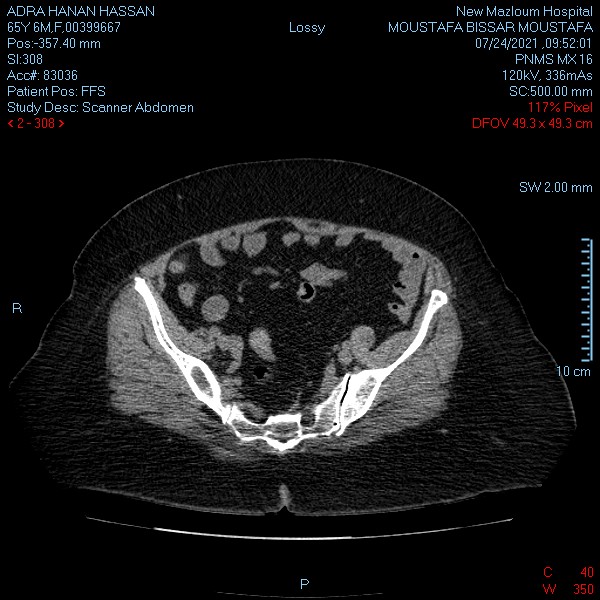 ADRA HANAN HASSAN
65Y 6M,F,00399667
Pos:-357.40 mm
SI:308
Acc#: 83036
Patient Pos: FFS
Study Desc: Scanner Abdomen
< 2 - 308 >
Lossy
New Mazloum Hospital
MOUSTAFA BISSAR MOUSTAFA
07/24/2021 ,09:52:01
PNMS MX 16
120kV, 336mAs
SC:500.00 mm
117% Pixel
DFOV 49.3 x 49.3 cm
SW 2.00 mm
R
10 cm
P
C 40
W 350